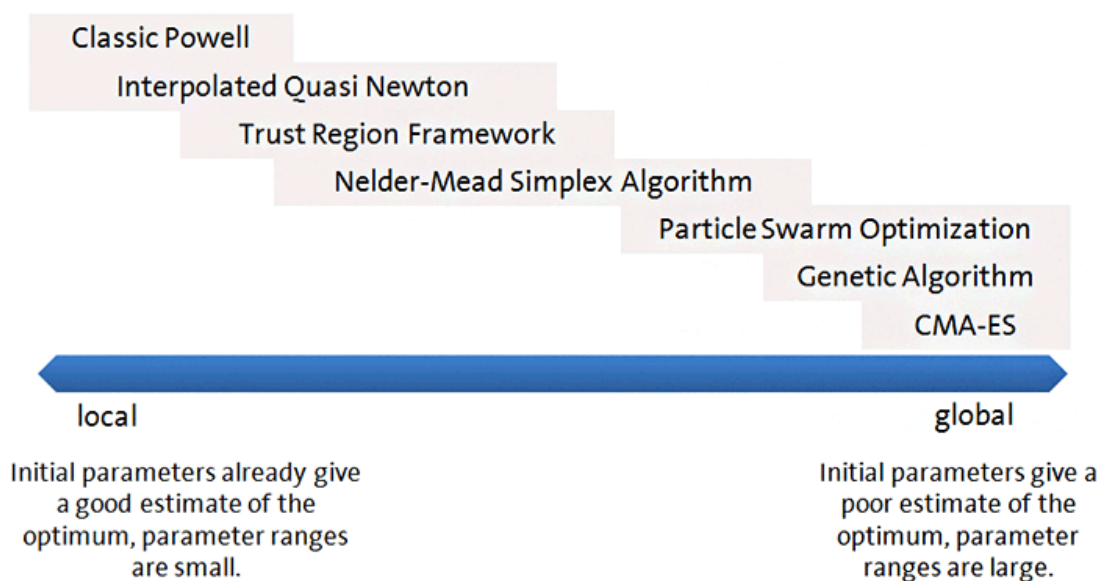 Classic Powell
Interpolated Quasi Newton
Trust Region Framework
Nelder-Mead Simplex Algorithm
Particle Swarm Optimization
Genetic Algorithm
CMA-ES
local
global
Initial parameters already give
a good estimate of the
optimum, parameter ranges
are small.
Initial parameters give a
poor estimate of the
optimum, parameter
ranges are large.